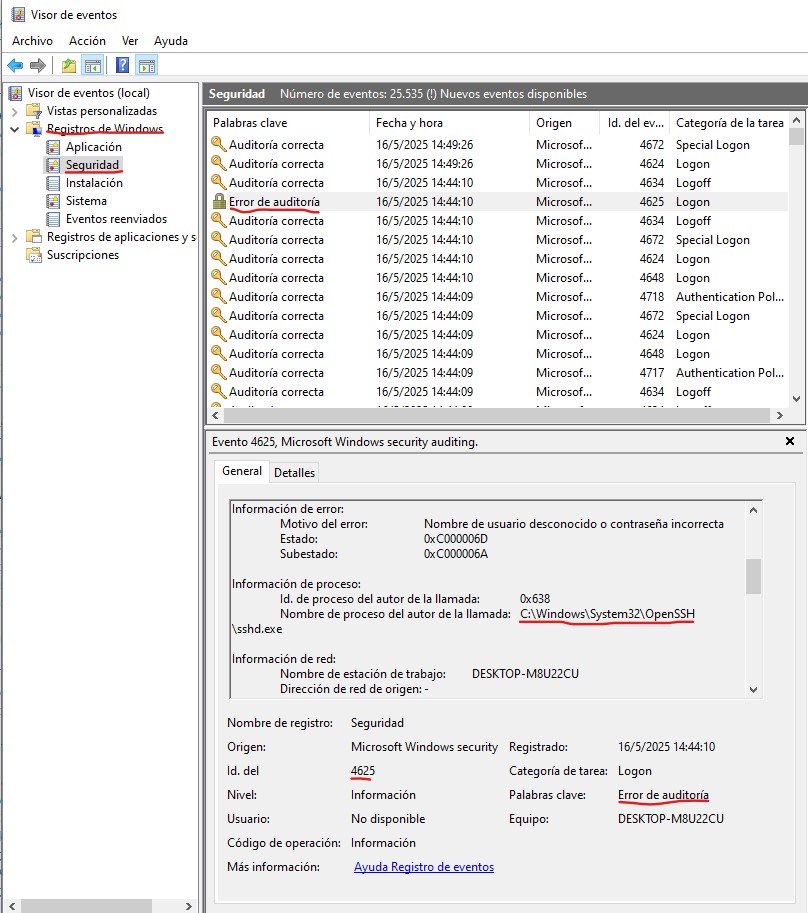 Visor de eventos
Archivo Acción Ver Ayuda
Visor de eventos (local)
Vistas personalizadas
Registros de Windows
Aplicación
Seguridad
Instalación
Sistema
Eventos reenviados
Registros de aplicaciones y s
Suscripciones
Seguridad Número de eventos: 25.535 (!) Nuevos eventos disponibles
Palabras clave Fecha y hora Origen Id. del ev... Categoría de la tarea
Auditoría correcta 16/5/2025 14:49:26 Microsof... 4672 Special Logon
Auditoría correcta 16/5/2025 14:49:26 Microsof... 4624 Logon
Auditoría correcta 16/5/2025 14:44:10 Microsof... 4634 Logoff
Error de auditoría 16/5/2025 14:44:10 Microsof... 4625 Logon
Auditoría correcta 16/5/2025 14:44:10 Microsof... 4634 Logoff
Auditoría correcta 16/5/2025 14:44:10 Microsof... 4672 Special Logon
Auditoría correcta 16/5/2025 14:44:10 Microsof... 4624 Logon
Auditoría correcta 16/5/2025 14:44:10 Microsof... 4648 Logon
Auditoría correcta 16/5/2025 14:44:09 Microsof... 4718 Authentication Pol...
Auditoría correcta 16/5/2025 14:44:09 Microsof... 4672 Special Logon
Auditoría correcta 16/5/2025 14:44:09 Microsof... 4624 Logon
Auditoría correcta 16/5/2025 14:44:09 Microsof... 4648 Logon
Auditoría correcta 16/5/2025 14:44:09 Microsof... 4717 Authentication Pol...
Auditoría correcta 16/5/2025 14:44:09 Microsof... 4634 Logoff
Evento 4625, Microsoft Windows security auditing.
General Detalles
Información de error:
Motivo del error: Nombre de usuario desconocido o contraseña incorrecta
Estado: 0xC000006D
Subestado: 0xC000006A
Información de proceso:
Id. de proceso del autor de la llamada: 0x638
Nombre de proceso del autor de la llamada: C:\Windows\System32\OpenSSH
\sshd.exe
Información de red:
Nombre de estación de trabajo: DESKTOP-M8U22CU
Dirección de red de origen: -
Nombre de registro: Seguridad
Origen: Microsoft Windows security Registrado: 16/5/2025 14:44:10
Id. del 4625 Categoría de tarea: Logon
Nivel: Información Palabras clave: Error de auditoría
Usuario: No disponible Equipo: DESKTOP-M8U22CU
Código de operación: Información
Más información: Ayuda Registro de eventos